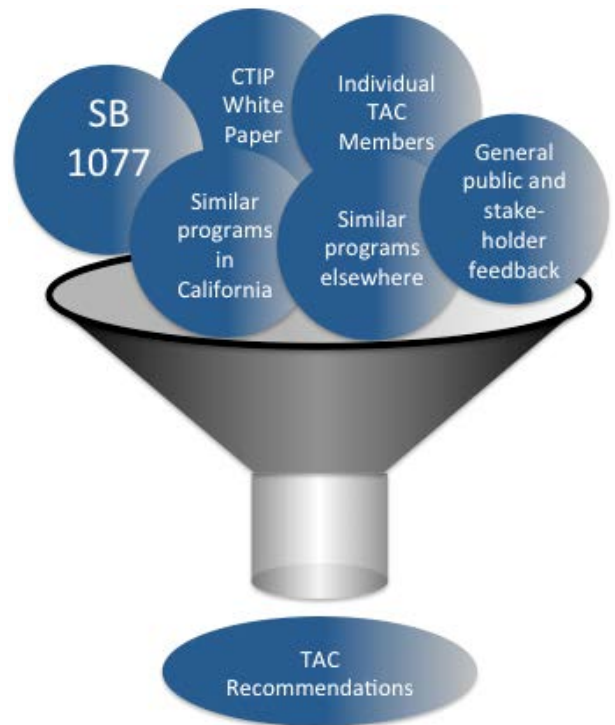 SB
1077
CTIP
White
Paper
Individual
TAC
Members
General
public and
stake-
holder
feedback
Similar
programs
in
California
Similar
programs
elsewhere
TAC
Recommendations